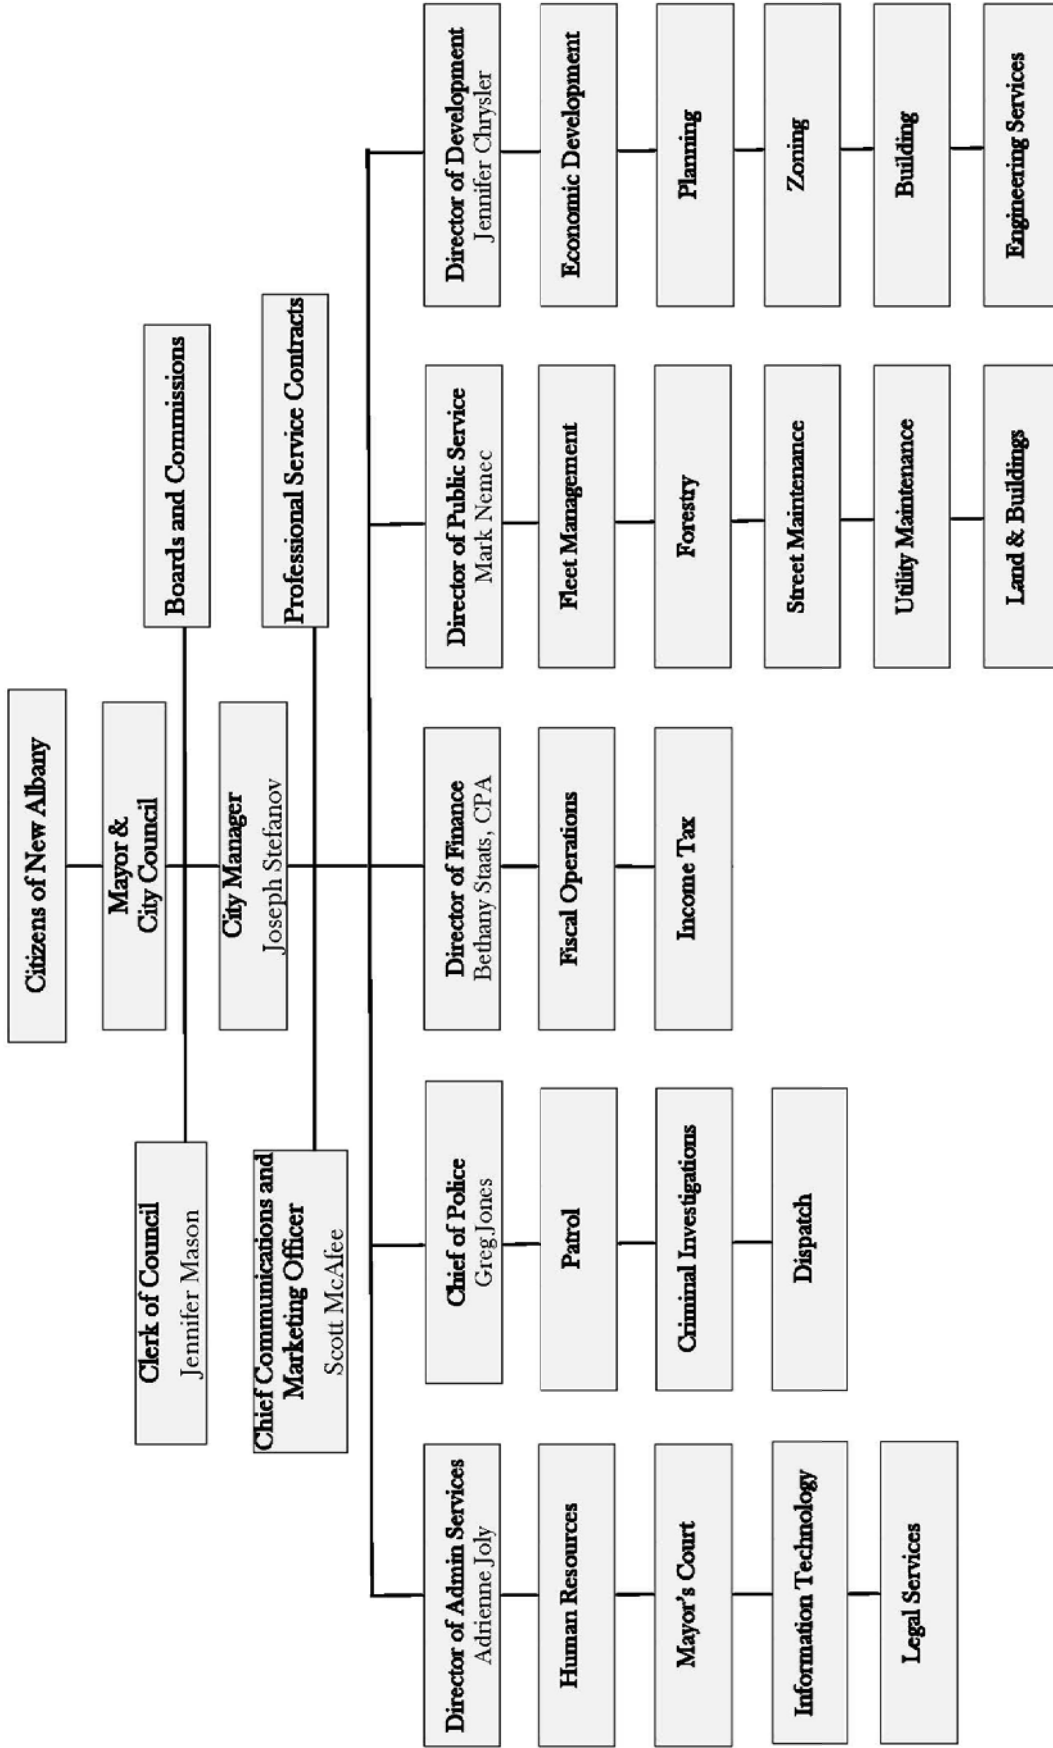 Citizens of New Albany
Mayor &
City Council
Clerk of Council
Jennifer Mason
Boards and Commissions
City Manager
Joseph Stefanov
Chief Communications and
Marketing Officer
Scott McAfee
Professional Service Contracts
Director of Admin Services
Adrienne Joly
Human Resources
Mayor's Court
Information Technology
Legal Services
Chief of Police
Greg Jones
Patrol
Criminal Investigations
Dispatch
Director of Finance
Bethany Staats, CPA
Fiscal Operations
Income Tax
Director of Public Service
Mark Nemec
Fleet Management
Forestry
Street Maintenance
Utility Maintenance
Land & Buildings
Director of Development
Jennifer Chrysler
Economic Development
Planning
Zoning
Building
Engineering Services